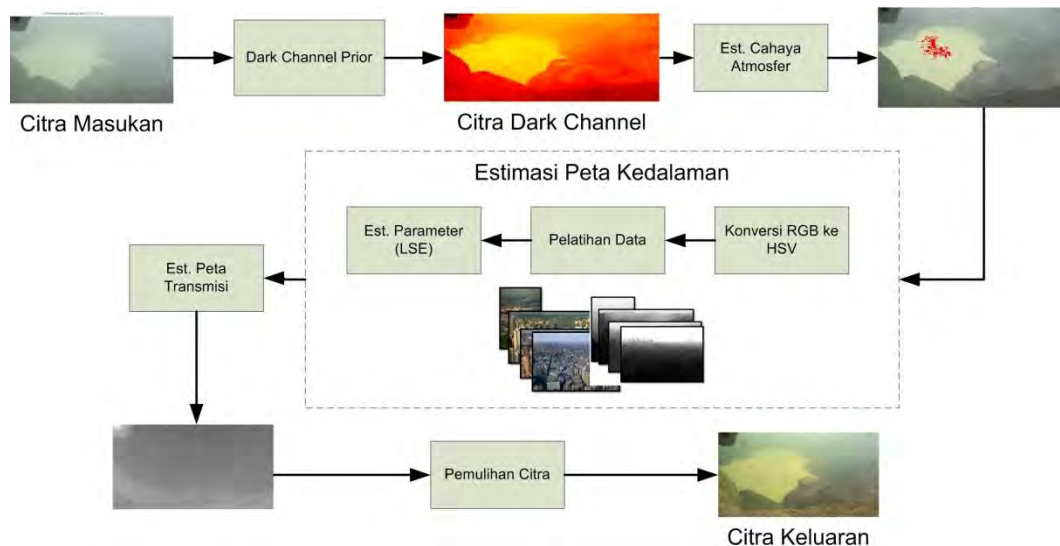 Dark Channel Prior
Est. Cahaya
Atmosfer
Citra Masukan
Citra Dark Channel
Estimasi Peta Kedalaman
Est. Parameter
(LSE)
Pelatihan Data
Konversi RGB ke
HSV
Est. Peta
Transmisi
Pemulihan Citra
Citra Keluaran